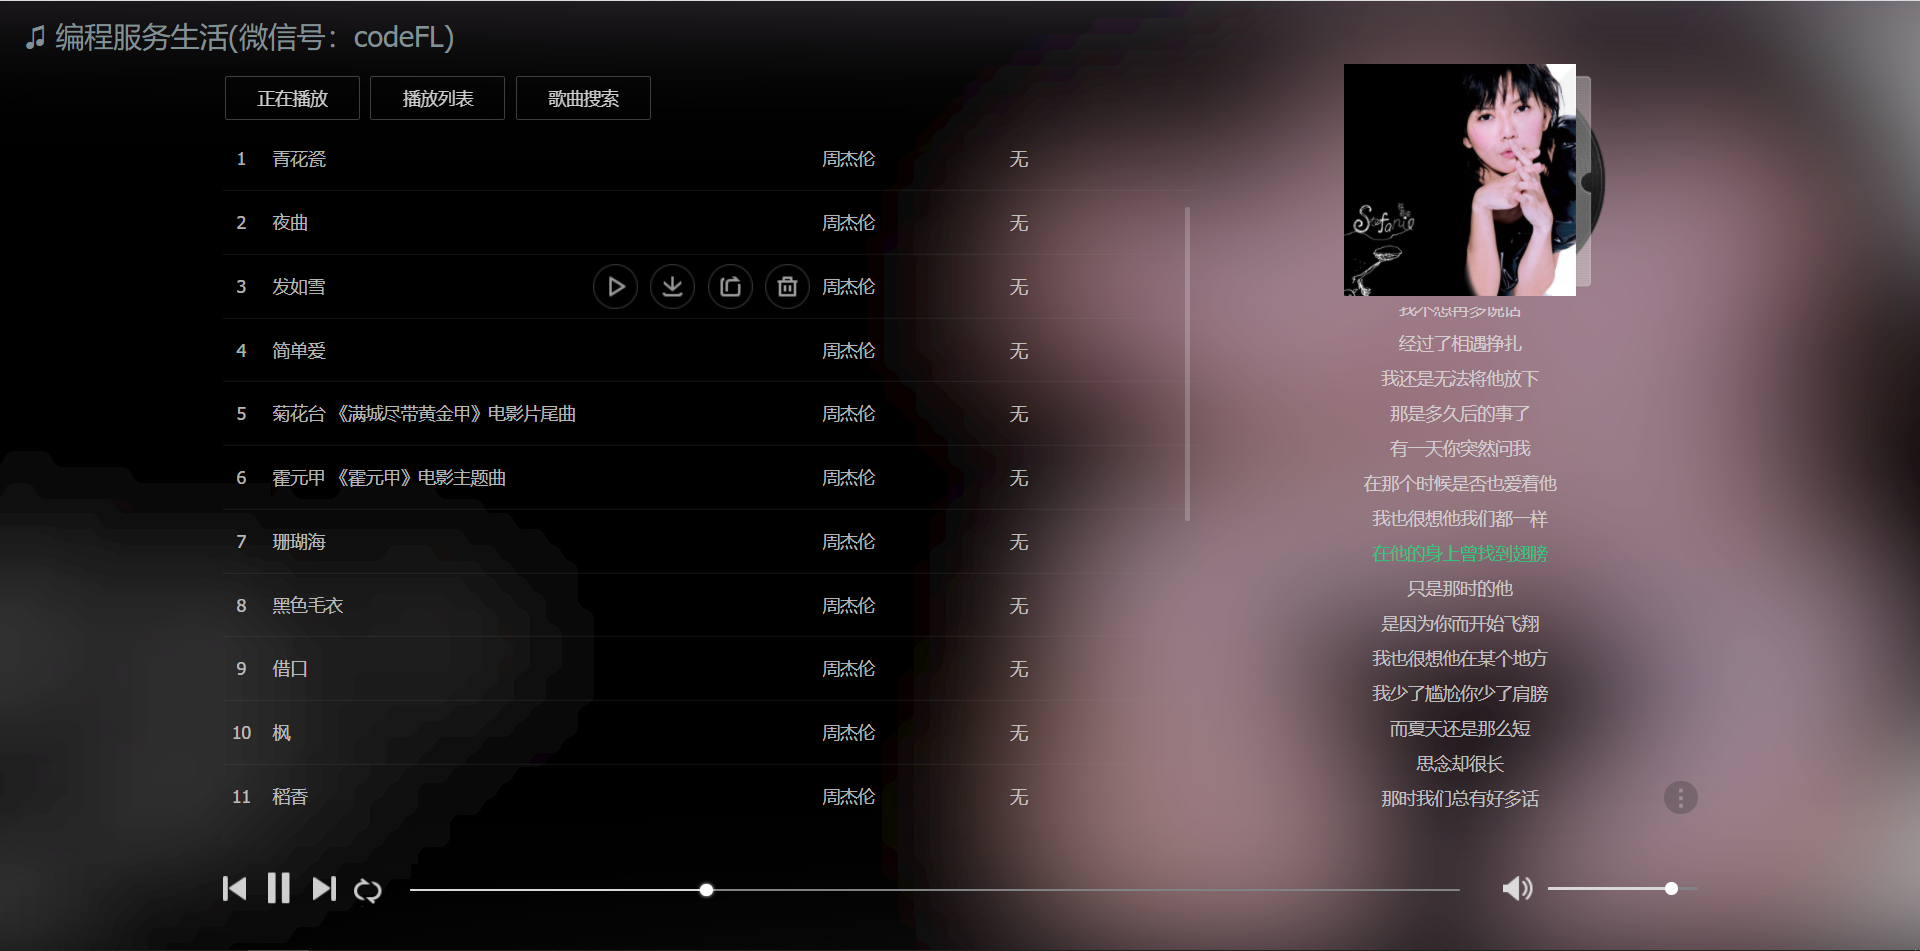 编程服务生活(微信号：codeFL)
正在播放 播放列表 歌曲搜索
1 青花瓷 周杰伦 无
2 夜曲 周杰伦 无
3 发如雪 周杰伦 无
4 简单爱 周杰伦 无
5 菊花台 《满城尽带黄金甲》电影片尾曲 周杰伦 无
6 霍元甲 《霍元甲》电影主题曲 周杰伦 无
7 珊瑚海 周杰伦 无
8 黑色毛衣 周杰伦 无
9 借口 周杰伦 无
10 枫 周杰伦 无
11 稻香 周杰伦 无
Stefanie
我不想再多说话
经过了相遇挣扎
我还是无法将他放下
那是多久后的事了
有一天你突然问我
在那个时候是否也爱着他
我也很想他我们都一样
在他的身上曾找到翅膀
只是那时的他
是因为你而开始飞翔
我也很想他在某个地方
我少了尴尬你少了肩膀
而夏天还是那么短
思念却很长
那时我们总有好多话